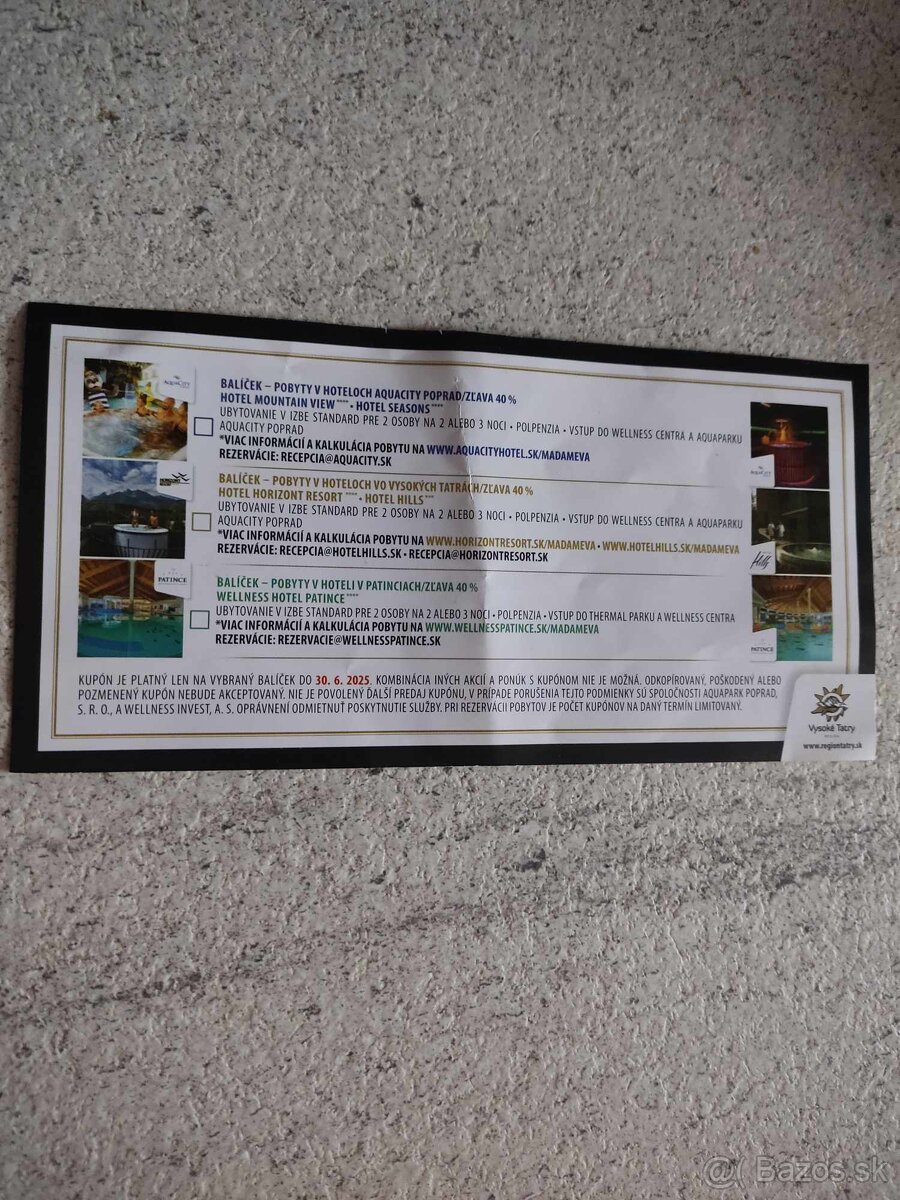 AQUACITY
BALÍČEK – POBYTY V HOTELOCH AQUACITY POPRAD/ZĽAVA 40 %
HOTEL MOUNTAIN VIEW **** • HOTEL SEASONS ****
UBYTOVANIE V IZBE STANDARD PRE 2 OSOBY NA 2 ALEBO 3 NOCI • POLPENZIA • VSTUP DO WELLNESS CENTRA A AQUAPARKU
AQUACITY POPRAD
*VIAC INFORMÁCIÍ A KALKULÁCIA POBYTU NA WWW.AQUACITYHOTEL.SK/MADAMEVA
REZERVÁCIE: RECEPCIA@AQUACITY.SK
AQUACITY
HORIZONT
BALÍČEK – POBYTY V HOTELOCH VO VYSOKÝCH TATRÁCH/ZĽAVA 40 %
HOTEL HORIZONT RESORT **** • HOTEL HILLS ***
UBYTOVANIE V IZBE STANDARD PRE 2 OSOBY NA 2 ALEBO 3 NOCI • POLPENZIA • VSTUP DO WELLNESS CENTRA A AQUAPARKU
AQUACITY POPRAD
*VIAC INFORMÁCIÍ A KALKULÁCIA POBYTU NA WWW.HORIZONTRESORT.SK/MADAMEVA • WWW.HOTELHILLS.SK/MADAMEVA
REZERVÁCIE: RECEPCIA@HOTELHILLS.SK • RECEPCIA@HORIZONTRESORT.SK
Hills
PATINCE
BALÍČEK – POBYTY V HOTELI V PATINCIACH/ZĽAVA 40 %
WELLNESS HOTEL PATINCE ****
UBYTOVANIE V IZBE STANDARD PRE 2 OSOBY NA 2 ALEBO 3 NOCI • POLPENZIA • VSTUP DO THERMAL PARKU A WELLNESS CENTRA
*VIAC INFORMÁCIÍ A KALKULÁCIA POBYTU NA WWW.WELLNESSPATINCE.SK/MADAMEVA
REZERVÁCIE: REZERVACIE@WELLNESSPATINCE.SK
PATINCE
KUPÓN JE PLATNÝ LEN NA VYBRANÝ BALÍČEK DO 30. 6. 2025. KOMBINÁCIA INÝCH AKCIÍ A PONÚK S KUPÓNOM NIE JE MOŽNÁ. ODKOPÍROVANÝ, POŠKODENÝ ALEBO
POZMENENÝ KUPÓN NEBUDE AKCEPTOVANÝ. NIE JE POVOLENÝ ĎALŠÍ PREDAJ KUPÓNU, V PRÍPADE PORUŠENIA TEJTO PODMIENKY SÚ SPOLOČNOSTI AQUAPARK POPRAD,
S. R. O., A WELLNESS INVEST, A. S. OPRÁVNENÍ ODMIETNUŤ POSKYTNUTIE SLUŽBY. PRI REZERVÁCII POBYTOV JE POČET KUPÓNOV NA DANÝ TERMÍN LIMITOVANÝ.
Vysoké Tatry
REGIÓN
www.regiontatry.sk
Bazos.sk